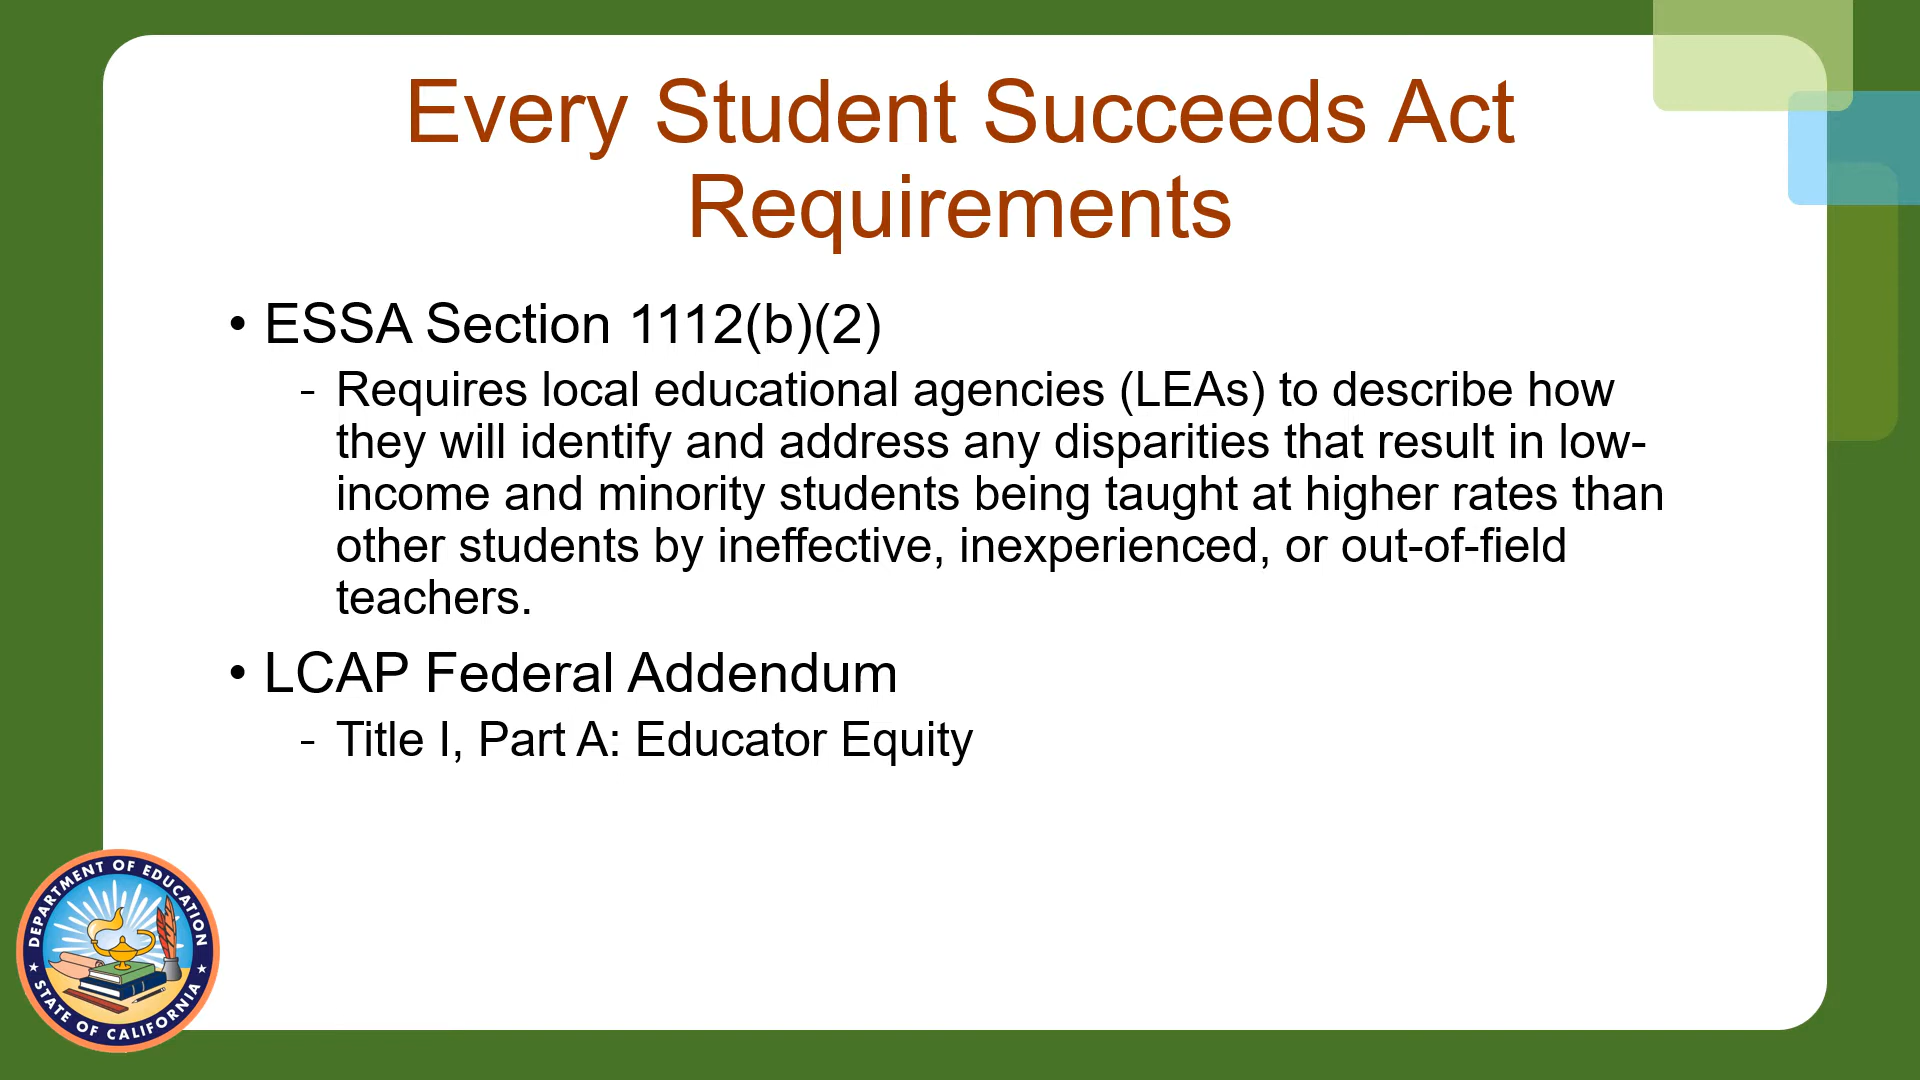 Every Student Succeeds Act
Requirements
• ESSA Section 1112(b)(2)
- Requires local educational agencies (LEAs) to describe how
they will identify and address any disparities that result in low-
income and minority students being taught at higher rates than
other students by ineffective, inexperienced, or out-of-field
teachers.
• LCAP Federal Addendum
- Title I, Part A: Educator Equity
DEPARTMENT OF EDUCATION
★ STATE OF CALIFORNIA ★